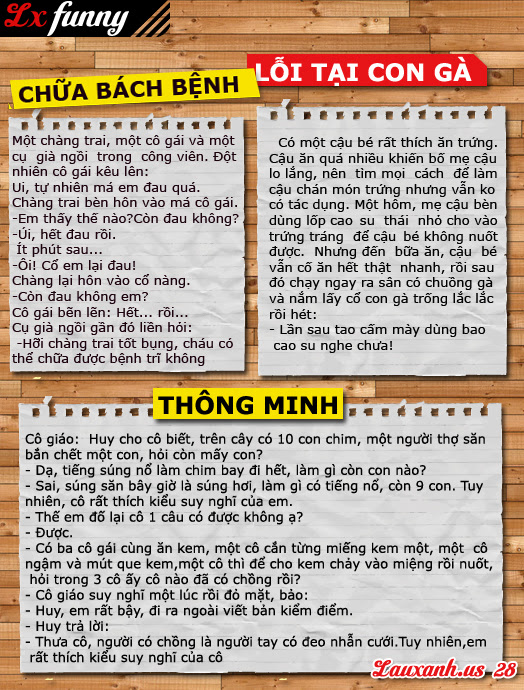 Lx funny
CHỮA BÁCH BỆNH
LỖI TẠI CON GÀ
Một chàng trai, một cô gái và một
cụ già ngồi trong công viên. Đột
nhiên cô gái kêu lên:
Ui, tự nhiên má em đau quá.
Chàng trai bèn hôn vào má cô gái.
-Em thấy thế nào?Còn đau không?
-Úi, hết đau rồi.
Ít phút sau...
-Ôi! Cổ em lại đau!
Chàng lại hôn vào cổ nàng.
-Còn đau không em?
Cô gái bẽn lẽn: Hết... rồi...
Cụ già ngồi gần đó liền hỏi:
-Hỡi chàng trai tốt bụng, cháu có
thể chữa được bệnh trĩ không
Có một cậu bé rất thích ăn trứng.
Cậu ăn quá nhiều khiến bố mẹ cậu
lo lắng, nên tìm mọi cách để làm
cậu chán món trứng nhưng vẫn ko
có tác dụng. Một hôm, mẹ cậu bèn
dùng lốp cao su thái nhỏ cho vào
trứng tráng để cậu bé không nuốt
được. Nhưng đến bữa ăn, cậu bé
vẫn cố ăn hết thật nhanh, rồi sau
đó chạy ngay ra sân có chuồng gà
và nắm lấy cổ con gà trống lắc lắc
rồi hét:
- Lần sau tao cấm mày dùng bao
cao su nghe chưa!
THÔNG MINH
Cô giáo: Huy cho cô biết, trên cây có 10 con chim, một người thợ săn
bắn chết một con, hỏi còn mấy con?
- Dạ, tiếng súng nổ làm chim bay đi hết, làm gì còn con nào?
- Sai, súng săn bây giờ là súng hơi, làm gì có tiếng nổ, còn 9 con. Tuy
nhiên, cô rất thích kiểu suy nghĩ của em.
- Thế em đố lại cô 1 câu có được không ạ?
- Được.
- Có ba cô gái cùng ăn kem, một cô cắn từng miếng kem một, một cô
ngậm và mút que kem,một cô thì để cho kem chảy vào miệng rồi nuốt,
hỏi trong 3 cô ấy cô nào đã có chồng rồi?
- Cô giáo suy nghĩ một lúc rồi đỏ mặt, bảo:
- Huy, em rất bậy, đi ra ngoài viết bản kiểm điểm.
- Huy trả lời:
- Thưa cô, người có chồng là người tay có đeo nhẫn cưới.Tuy nhiên,em
rất thích kiểu suy nghĩ của cô
Lauxanh.us_28